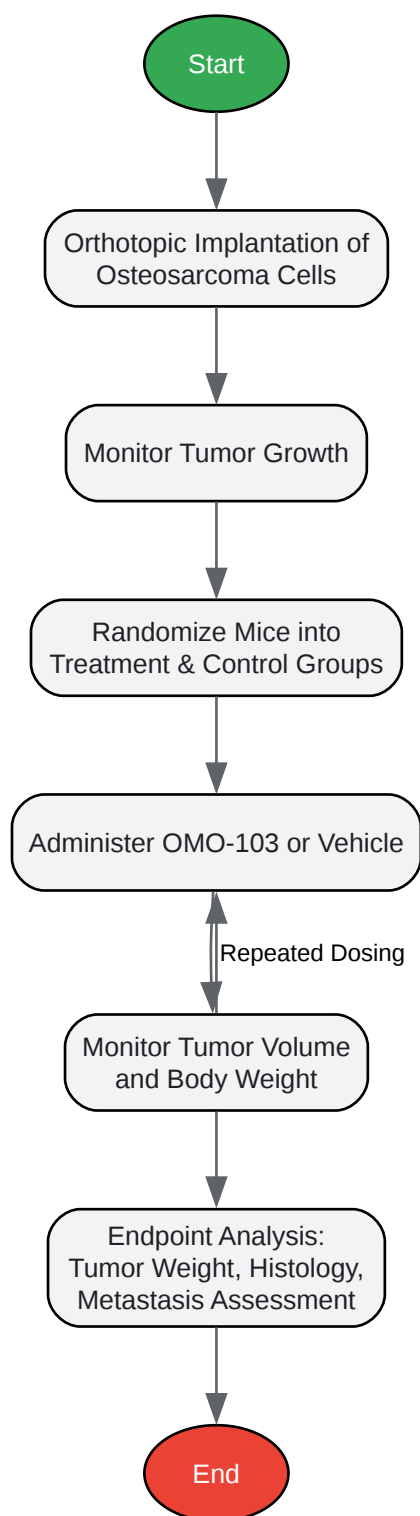 Start
Orthotopic Implantation of
Osteosarcoma Cells
Monitor Tumor Growth
Randomize Mice into
Treatment & Control Groups
Administer OMO-103 or Vehicle
Repeated Dosing
Monitor Tumor Volume
and Body Weight
Endpoint Analysis:
Tumor Weight, Histology,
Metastasis Assessment
End